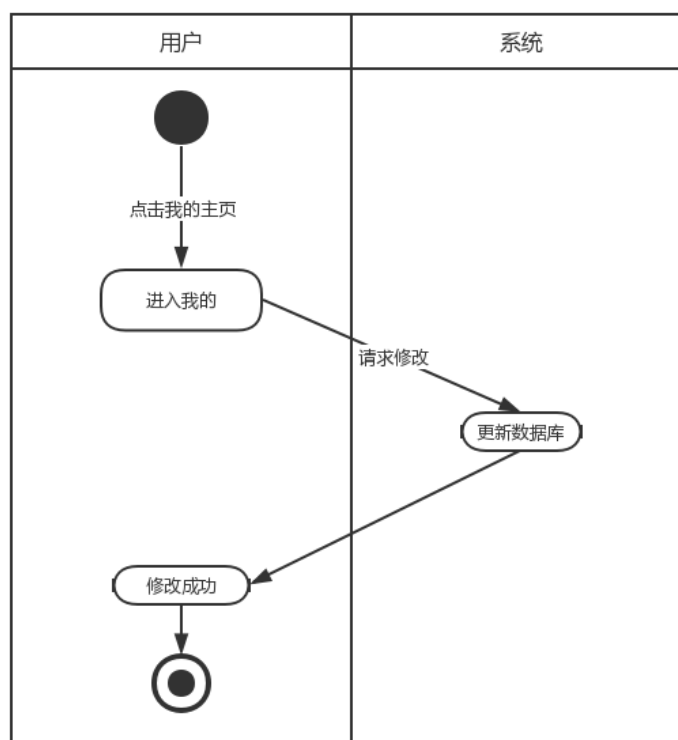 用户
系统
点击我的主页
进入我的
请求修改
更新数据库
修改成功